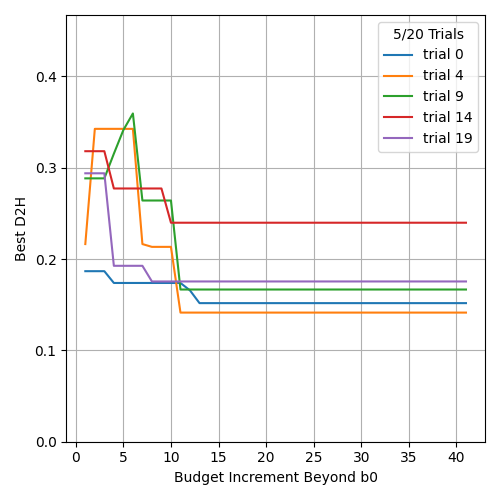 5/20 Trials
trial 0
trial 4
trial 9
trial 14
trial 19
Best D2H
0.4
0.3
0.2
0.1
0.0
0 5 10 15 20 25 30 35 40
Budget Increment Beyond b0